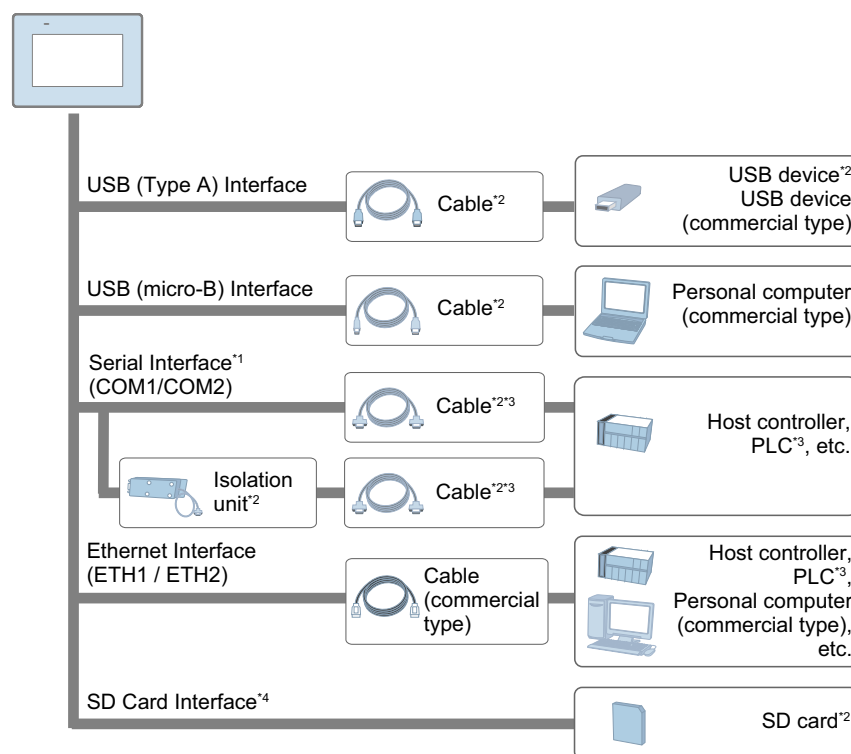 USB (Type A) Interface
Cable*2
USB device*2
USB device
(commercial type)
USB (micro-B) Interface
Cable*2
Personal computer
(commercial type)
Serial Interface*1
(COM1/COM2)
Cable*2*3
Host controller,
PLC*3, etc.
Isolation
unit*2
Cable*2*3
Ethernet Interface
(ETH1 / ETH2)
Cable
(commercial
type)
Host controller,
PLC*3,
Personal computer
(commercial type),
etc.
SD Card Interface*4
SD card*2